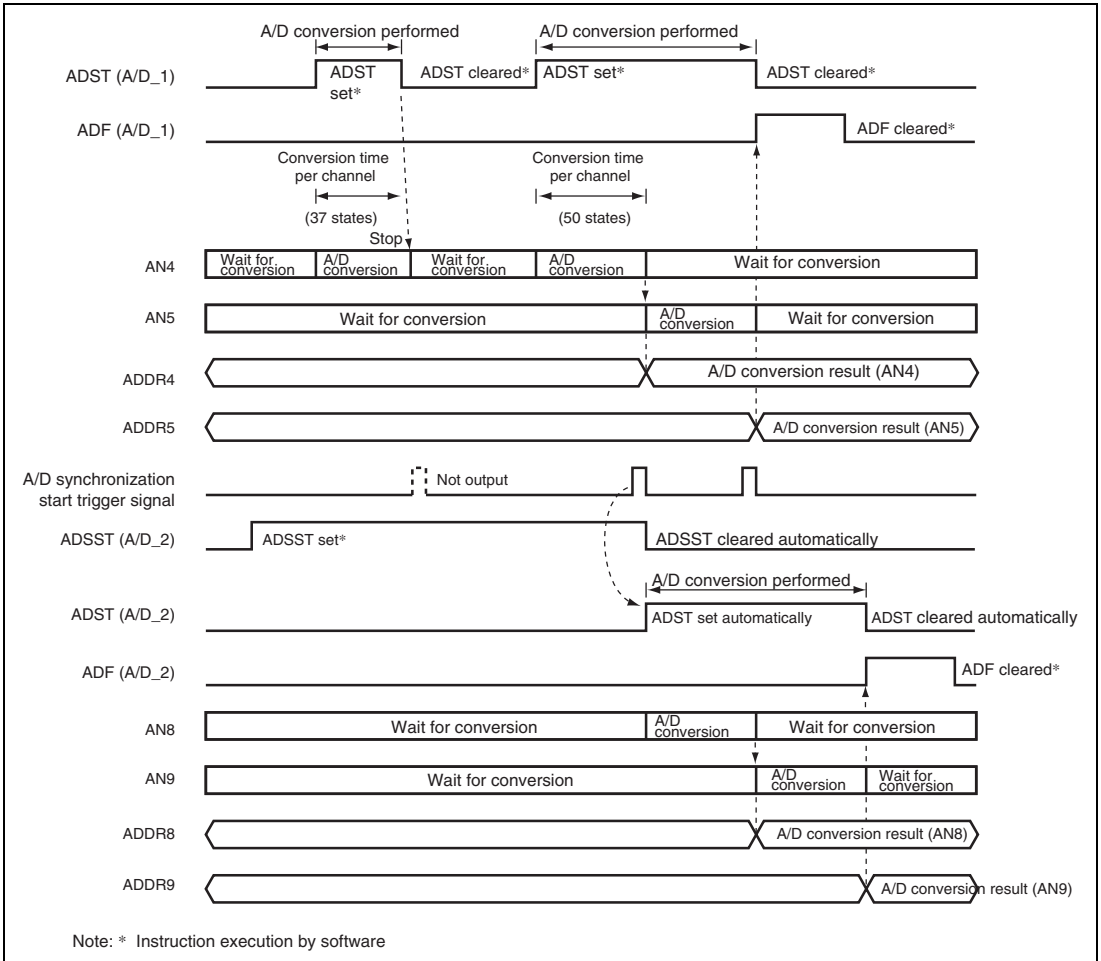 A/D conversion performed
A/D conversion performed
ADST (A/D_1)
ADST
set*
ADST cleared*
ADST set*
ADST cleared*
ADF (A/D_1)
ADF cleared*
Conversion time
per channel
Conversion time
per channel
(37 states)
(50 states)
Stop
AN4
Wait for
conversion
A/D
conversion
Wait for
conversion
A/D
conversion
Wait for conversion
AN5
Wait for conversion
A/D
conversion
Wait for conversion
ADDR4
A/D conversion result (AN4)
ADDR5
A/D conversion result (AN5)
A/D synchronization
start trigger signal
Not output
ADSST (A/D_2)
ADSST set*
ADSST cleared automatically
A/D conversion performed
ADST (A/D_2)
ADST set automatically
ADST cleared automatically
ADF (A/D_2)
ADF cleared*
AN8
Wait for conversion
A/D
conversion
Wait for conversion
AN9
Wait for conversion
A/D
conversion
Wait for
conversion
ADDR8
A/D conversion result (AN8)
ADDR9
A/D conversion result (AN9)
Note: * Instruction execution by software